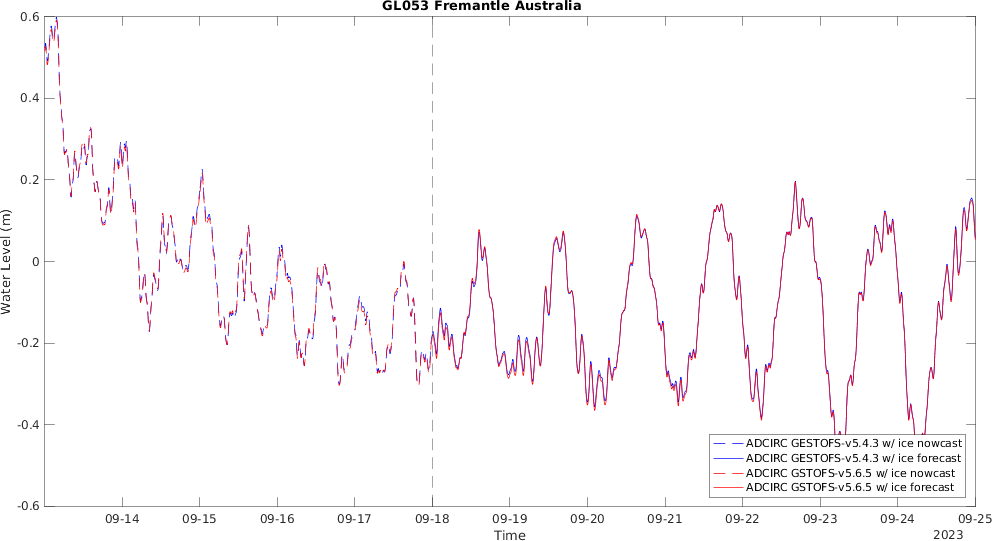 GL053 Fremantle Australia
0.6
0.4
0.2
0
-0.2
-0.4
-0.6
Water Level (m)
09-14 09-15 09-16 09-17 09-18 09-19 09-20 09-21 09-22 09-23 09-24 09-25
Time
2023
ADCIRC GESTOFS-v5.4.3 w/ ice nowcast
ADCIRC GESTOFS-v5.4.3 w/ ice forecast
ADCIRC GSTOFS-v5.6.5 w/ ice nowcast
ADCIRC GSTOFS-v5.6.5 w/ ice forecast